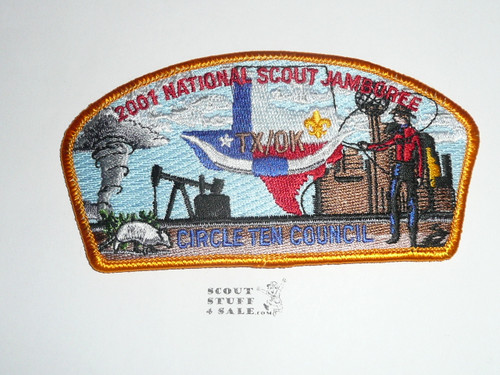 2001 NATIONAL SCOUT JAMBOREE
TX/OK
CIRCLE TEN COUNCIL
SCOUT
STUFF
4 SALE.COM